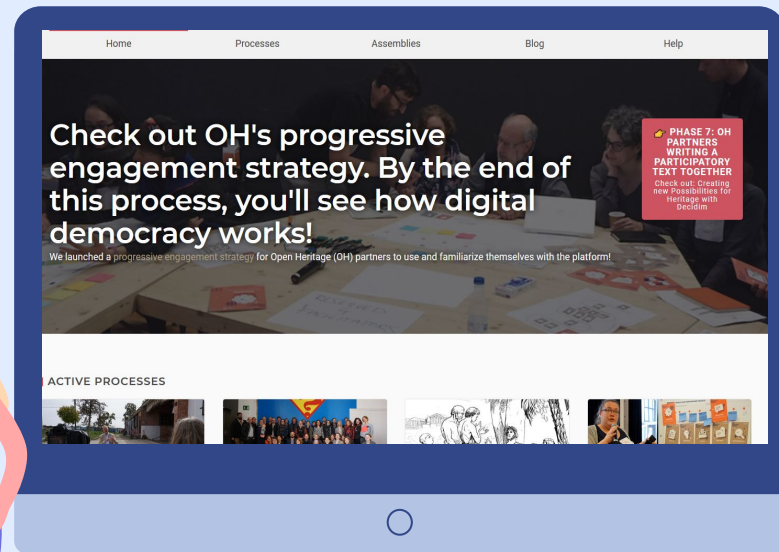 Home Processes Assemblies Blog Help
Check out OH's progressive
engagement strategy. By the end of
this process, you'll see how digital
democracy works!
We launched a progressive engagement strategy for Open Heritage (OH) partners to use and familiarize themselves with the platform!
👉 PHASE 7: OH
PARTNERS
WRITING A
PARTICIPATORY
TEXT TOGETHER
Check out: Creating
new Possibilities for
Heritage with
Decidim
ACTIVE PROCESSES